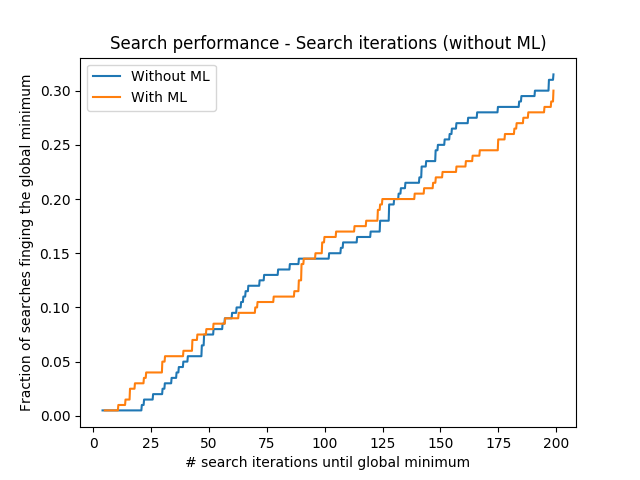 Search performance - Search iterations (without ML)
Without ML
With ML
Fraction of searches finging the global minimum
0.30
0.25
0.20
0.15
0.10
0.05
0.00
0 25 50 75 100 125 150 175 200
# search iterations until global minimum